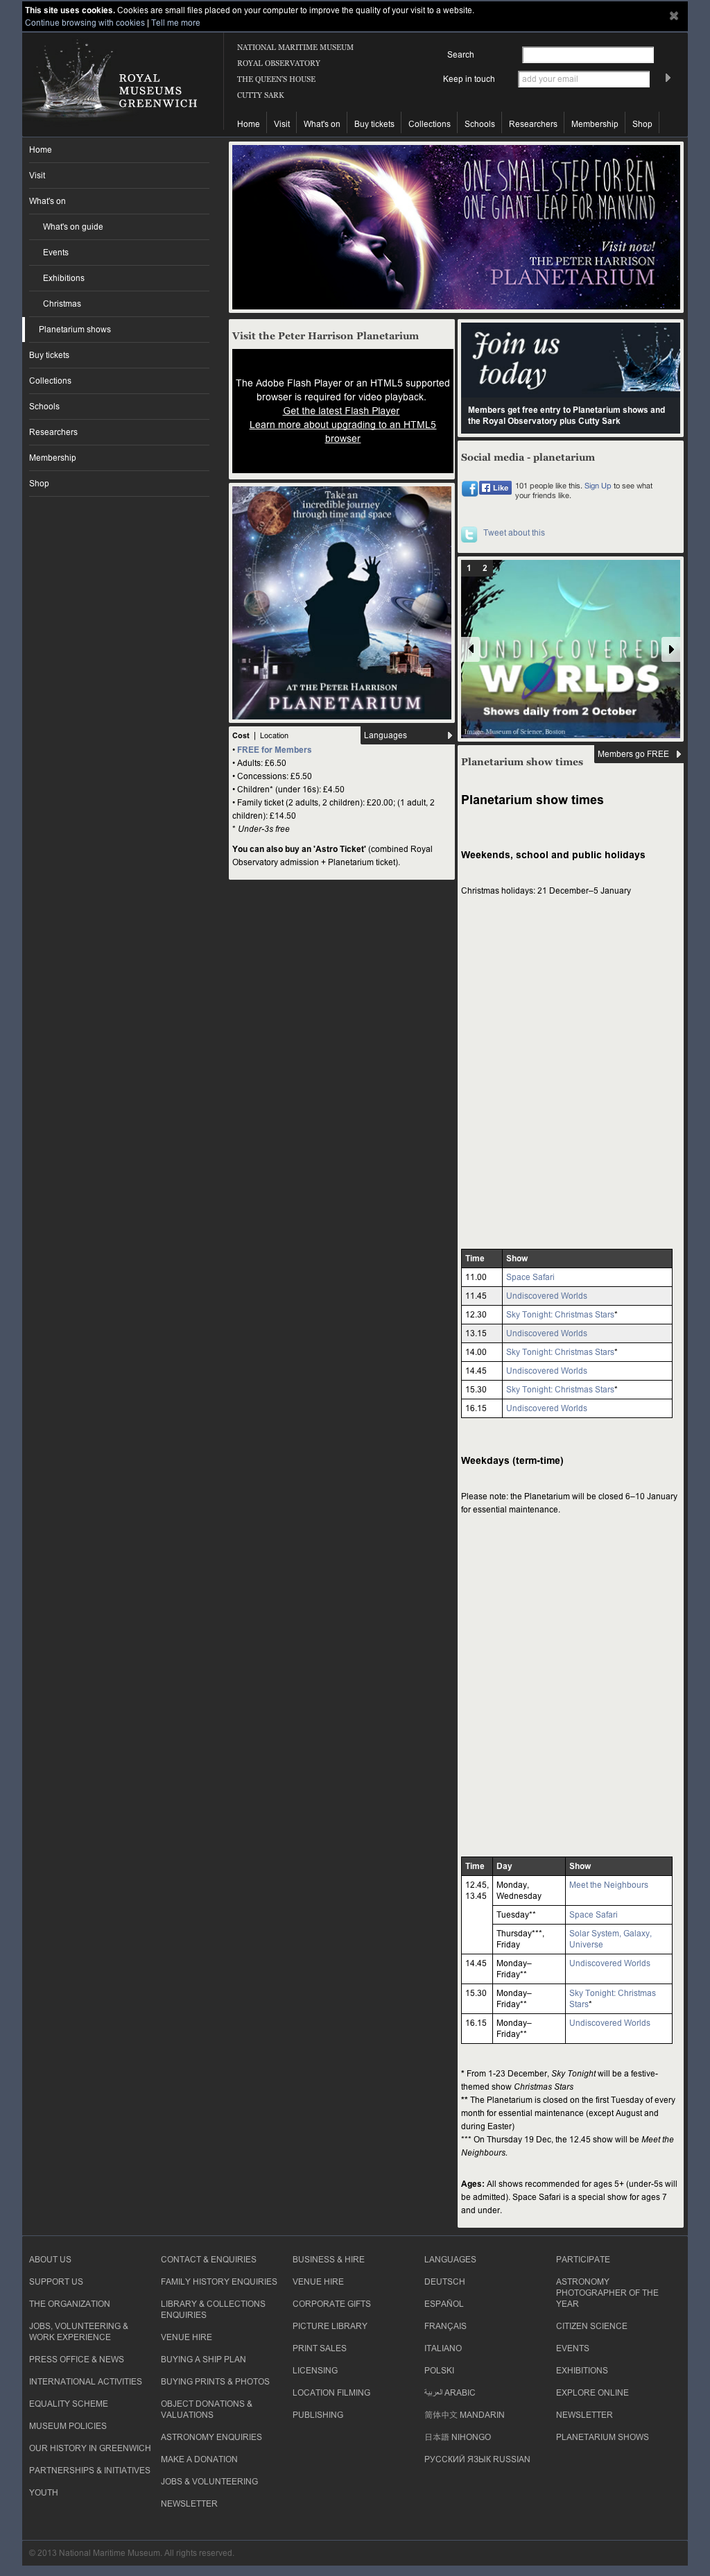 This site uses cookies. Cookies are small files placed on your computer to improve the quality of your visit to a website.
Continue browsing with cookies | Tell me more
ROYAL
MUSEUMS
GREENWICH
NATIONAL MARITIME MUSEUM
ROYAL OBSERVATORY
THE QUEEN'S HOUSE
CUTTY SARK
Search
Keep in touch
add your email
Home
Visit
What's on
Buy tickets
Collections
Schools
Researchers
Membership
Shop
Home
Visit
What's on
What's on guide
Events
Exhibitions
Christmas
Planetarium shows
Buy tickets
Collections
Schools
Researchers
Membership
Shop
ONE SMALL STEP FOR BEN
ONE GIANT LEAP FOR MANKIND
Visit now!
THE PETER HARRISON
PLANETARIUM
Visit the Peter Harrison Planetarium
The Adobe Flash Player or an HTML5 supported
browser is required for video playback.
Get the latest Flash Player
Learn more about upgrading to an HTML5
browser
Take an
incredible journey
through time and space
AT THE PETER HARRISON
PLANETARIUM
Cost | Location
Languages
• FREE for Members
• Adults: £6.50
• Concessions: £5.50
• Children* (under 16s): £4.50
• Family ticket (2 adults, 2 children): £20.00; (1 adult, 2
children): £14.50
* Under-3s free
You can also buy an 'Astro Ticket' (combined Royal
Observatory admission + Planetarium ticket).
Join us
today
Members get free entry to Planetarium shows and
the Royal Observatory plus Cutty Sark
Social media - planetarium
Like
101 people like this. Sign Up to see what
your friends like.
Tweet about this
1 2
UNDISCOVERED
WORLDS
Shows daily from 2 October
Image: Museum of Science, Boston
Members go FREE
Planetarium show times
Planetarium show times
Weekends, school and public holidays
Christmas holidays: 21 December–5 January
Time Show
11.00 Space Safari
11.45 Undiscovered Worlds
12.30 Sky Tonight: Christmas Stars*
13.15 Undiscovered Worlds
14.00 Sky Tonight: Christmas Stars*
14.45 Undiscovered Worlds
15.30 Sky Tonight: Christmas Stars*
16.15 Undiscovered Worlds
Weekdays (term-time)
Please note: the Planetarium will be closed 6–10 January
for essential maintenance.
Time Day Show
12.45, Monday, Meet the Neighbours
13.45 Wednesday
Tuesday** Space Safari
Thursday***, Solar System, Galaxy,
Friday Universe
14.45 Monday– Undiscovered Worlds
Friday**
15.30 Monday– Sky Tonight: Christmas
Friday** Stars*
16.15 Monday– Undiscovered Worlds
Friday**
* From 1-23 December, Sky Tonight will be a festive-
themed show Christmas Stars
** The Planetarium is closed on the first Tuesday of every
month for essential maintenance (except August and
during Easter)
*** On Thursday 19 Dec, the 12.45 show will be Meet the
Neighbours.
Ages: All shows recommended for ages 5+ (under-5s will
be admitted). Space Safari is a special show for ages 7
and under.
ABOUT US
SUPPORT US
THE ORGANIZATION
JOBS, VOLUNTEERING &
WORK EXPERIENCE
PRESS OFFICE & NEWS
INTERNATIONAL ACTIVITIES
EQUALITY SCHEME
MUSEUM POLICIES
OUR HISTORY IN GREENWICH
PARTNERSHIPS & INITIATIVES
YOUTH
CONTACT & ENQUIRIES
FAMILY HISTORY ENQUIRIES
LIBRARY & COLLECTIONS
ENQUIRIES
VENUE HIRE
BUYING A SHIP PLAN
BUYING PRINTS & PHOTOS
OBJECT DONATIONS &
VALUATIONS
ASTRONOMY ENQUIRIES
MAKE A DONATION
JOBS & VOLUNTEERING
NEWSLETTER
BUSINESS & HIRE
VENUE HIRE
CORPORATE GIFTS
PICTURE LIBRARY
PRINT SALES
LICENSING
LOCATION FILMING
PUBLISHING
LANGUAGES
DEUTSCH
ESPAÑOL
FRANÇAIS
ITALIANO
POLSKI
العربية ARABIC
简体中文 MANDARIN
日本語 NIHONGO
РУССКИЙ ЯЗЫК RUSSIAN
PARTICIPATE
ASTRONOMY
PHOTOGRAPHER OF THE
YEAR
CITIZEN SCIENCE
EVENTS
EXHIBITIONS
EXPLORE ONLINE
NEWSLETTER
PLANETARIUM SHOWS
© 2013 National Maritime Museum. All rights reserved.